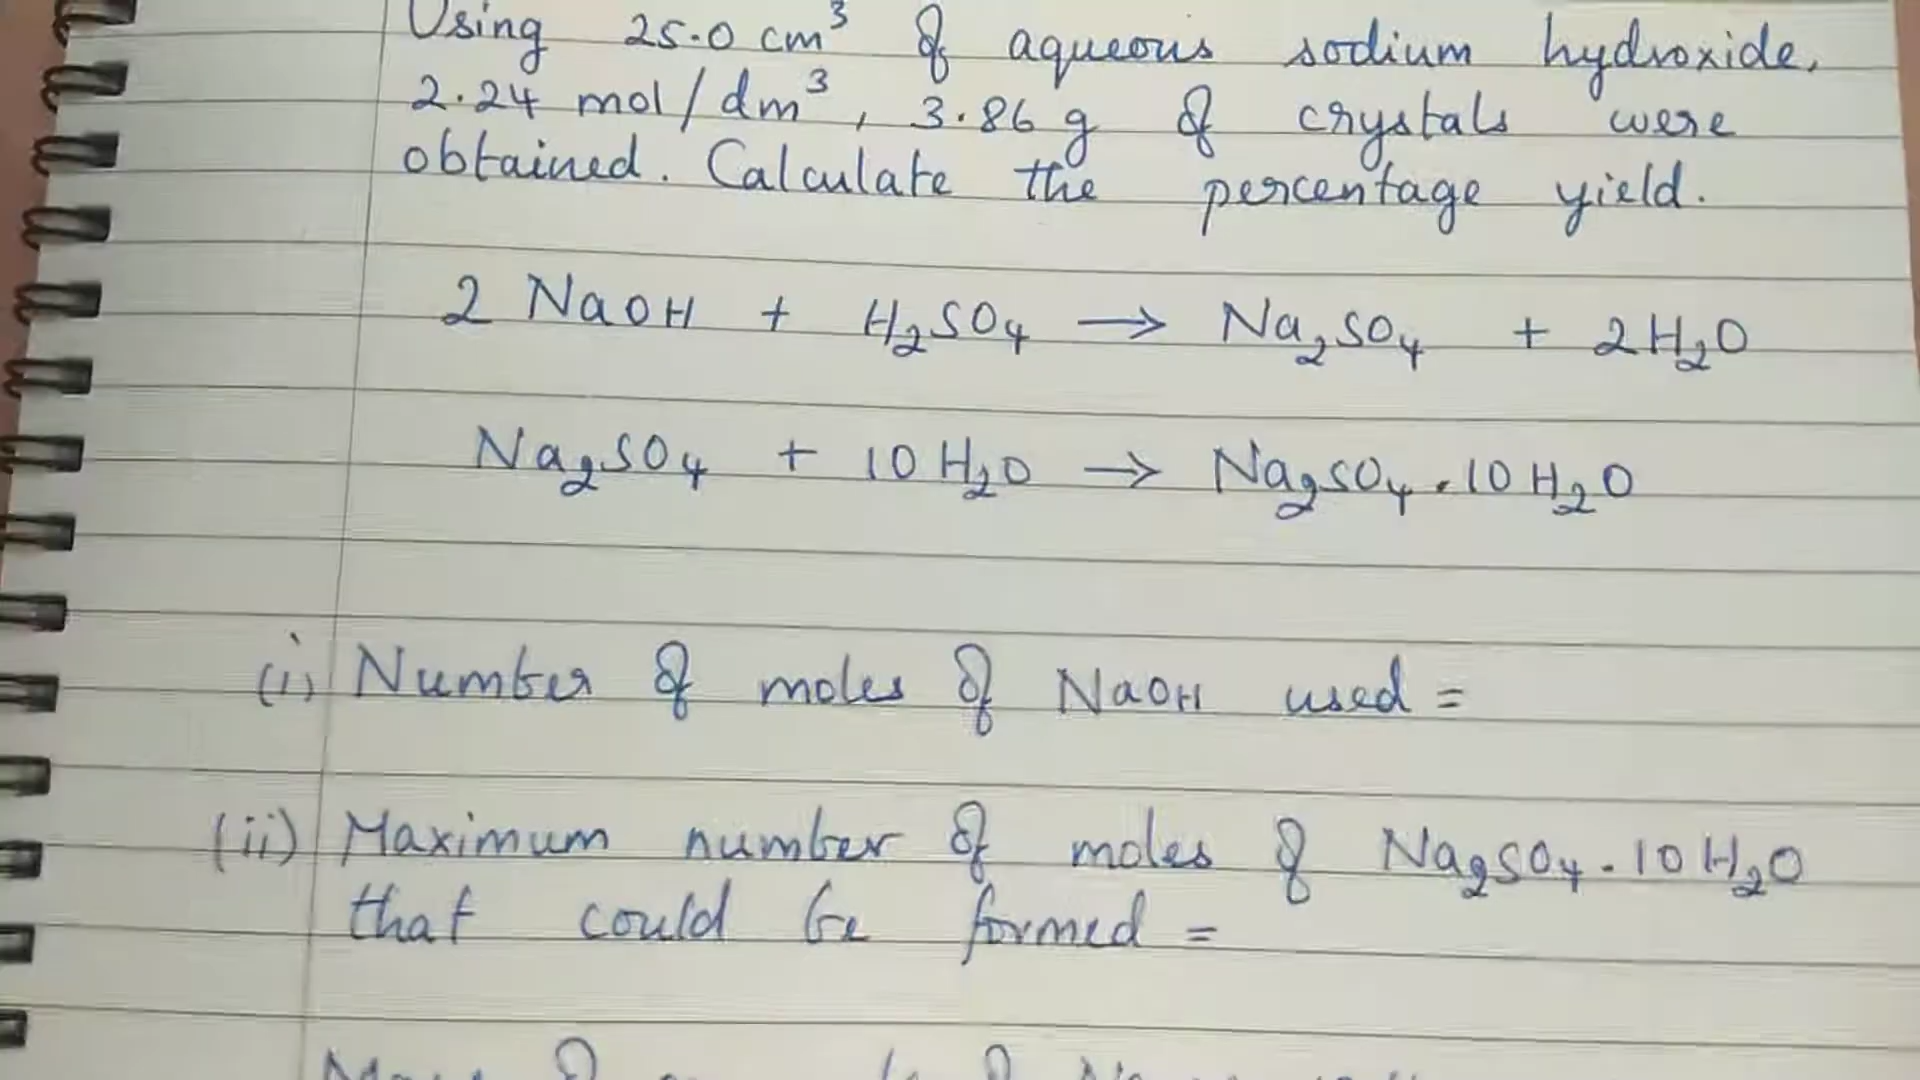 Using 25.0 cm³ of aqueous sodium hydroxide,
2.24 mol/dm³, 3.86 g of crystals were
obtained. Calculate the percentage yield.
2 NaOH + H₂SO₄ → Na₂SO₄ + 2H₂O
Na₂SO₄ + 10 H₂O → Na₂SO₄.10 H₂O
(i) Number of moles of NaOH used =
(ii) Maximum number of moles of Na₂SO₄.10H₂O
that could be formed =